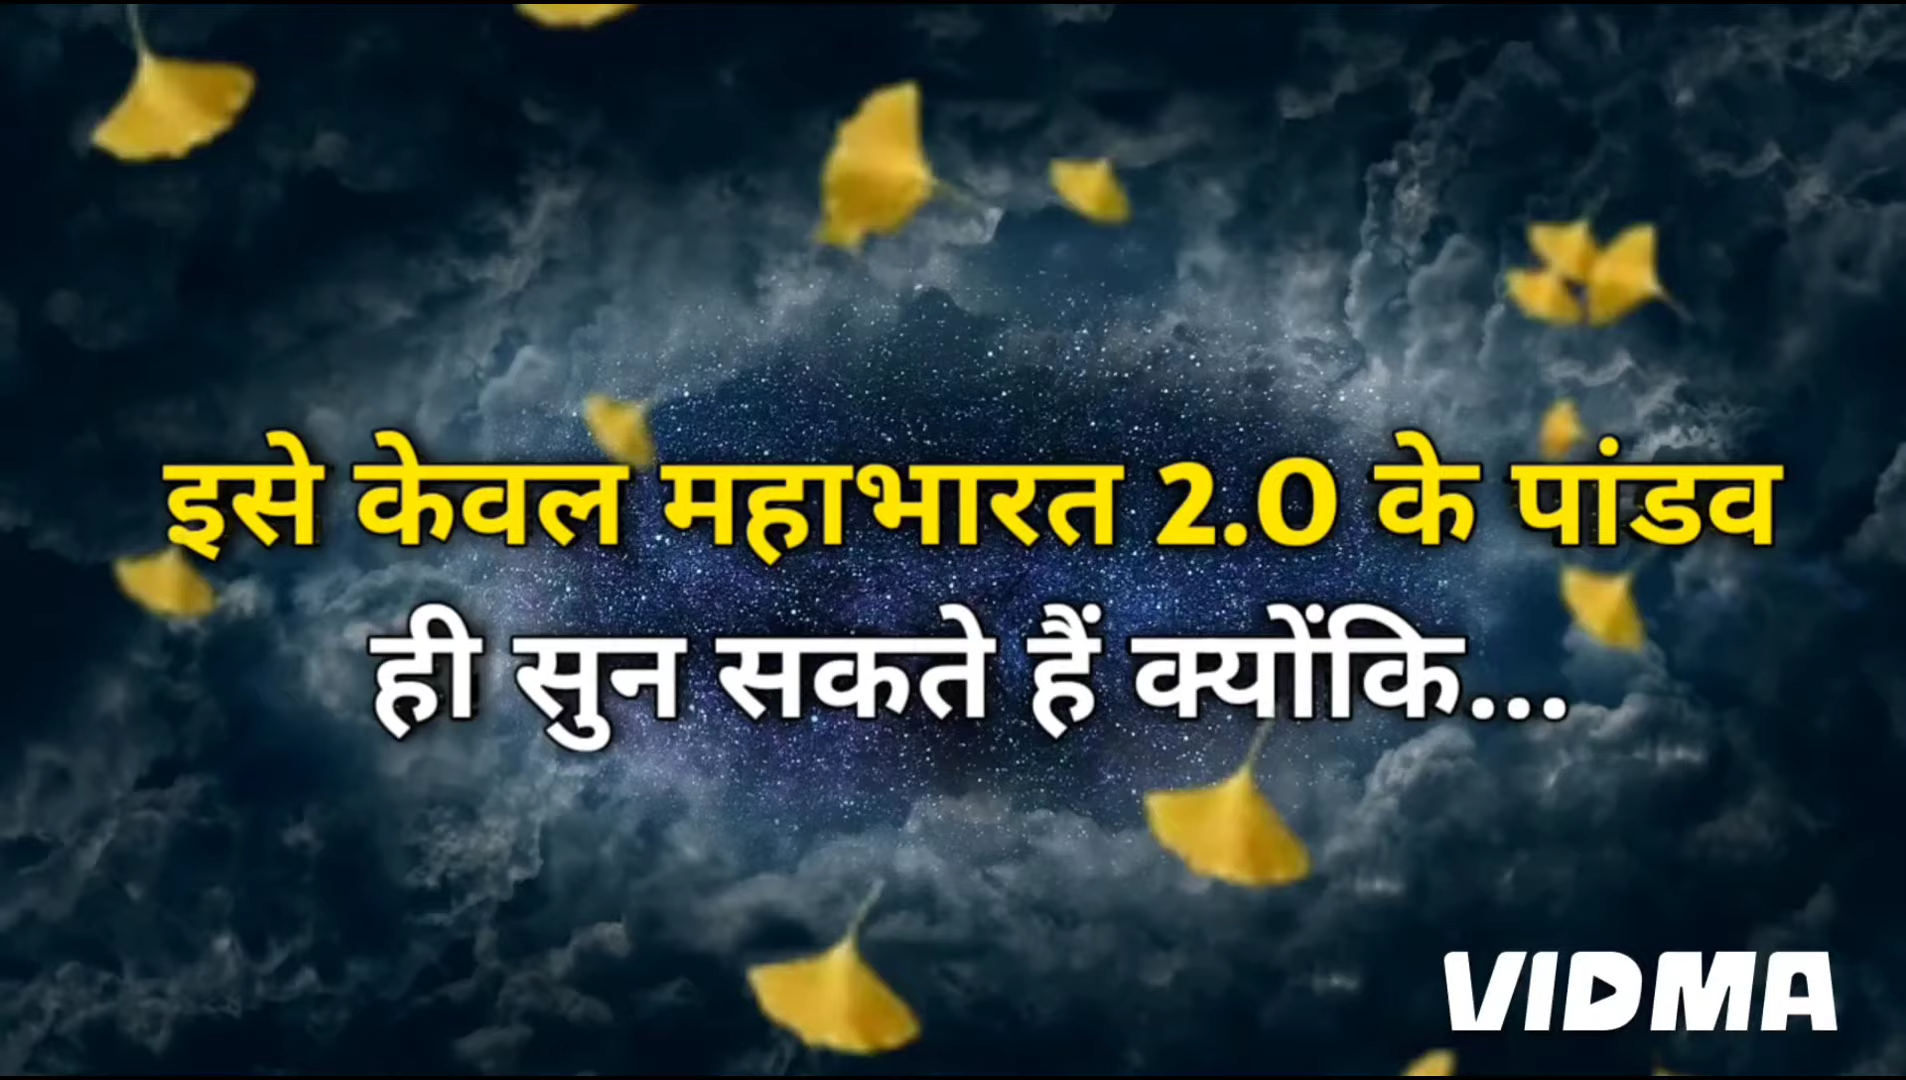 इसे केवल महाभारत 2.0 के पांडव
ही सुन सकते हैं क्योंकि...
VIDMA